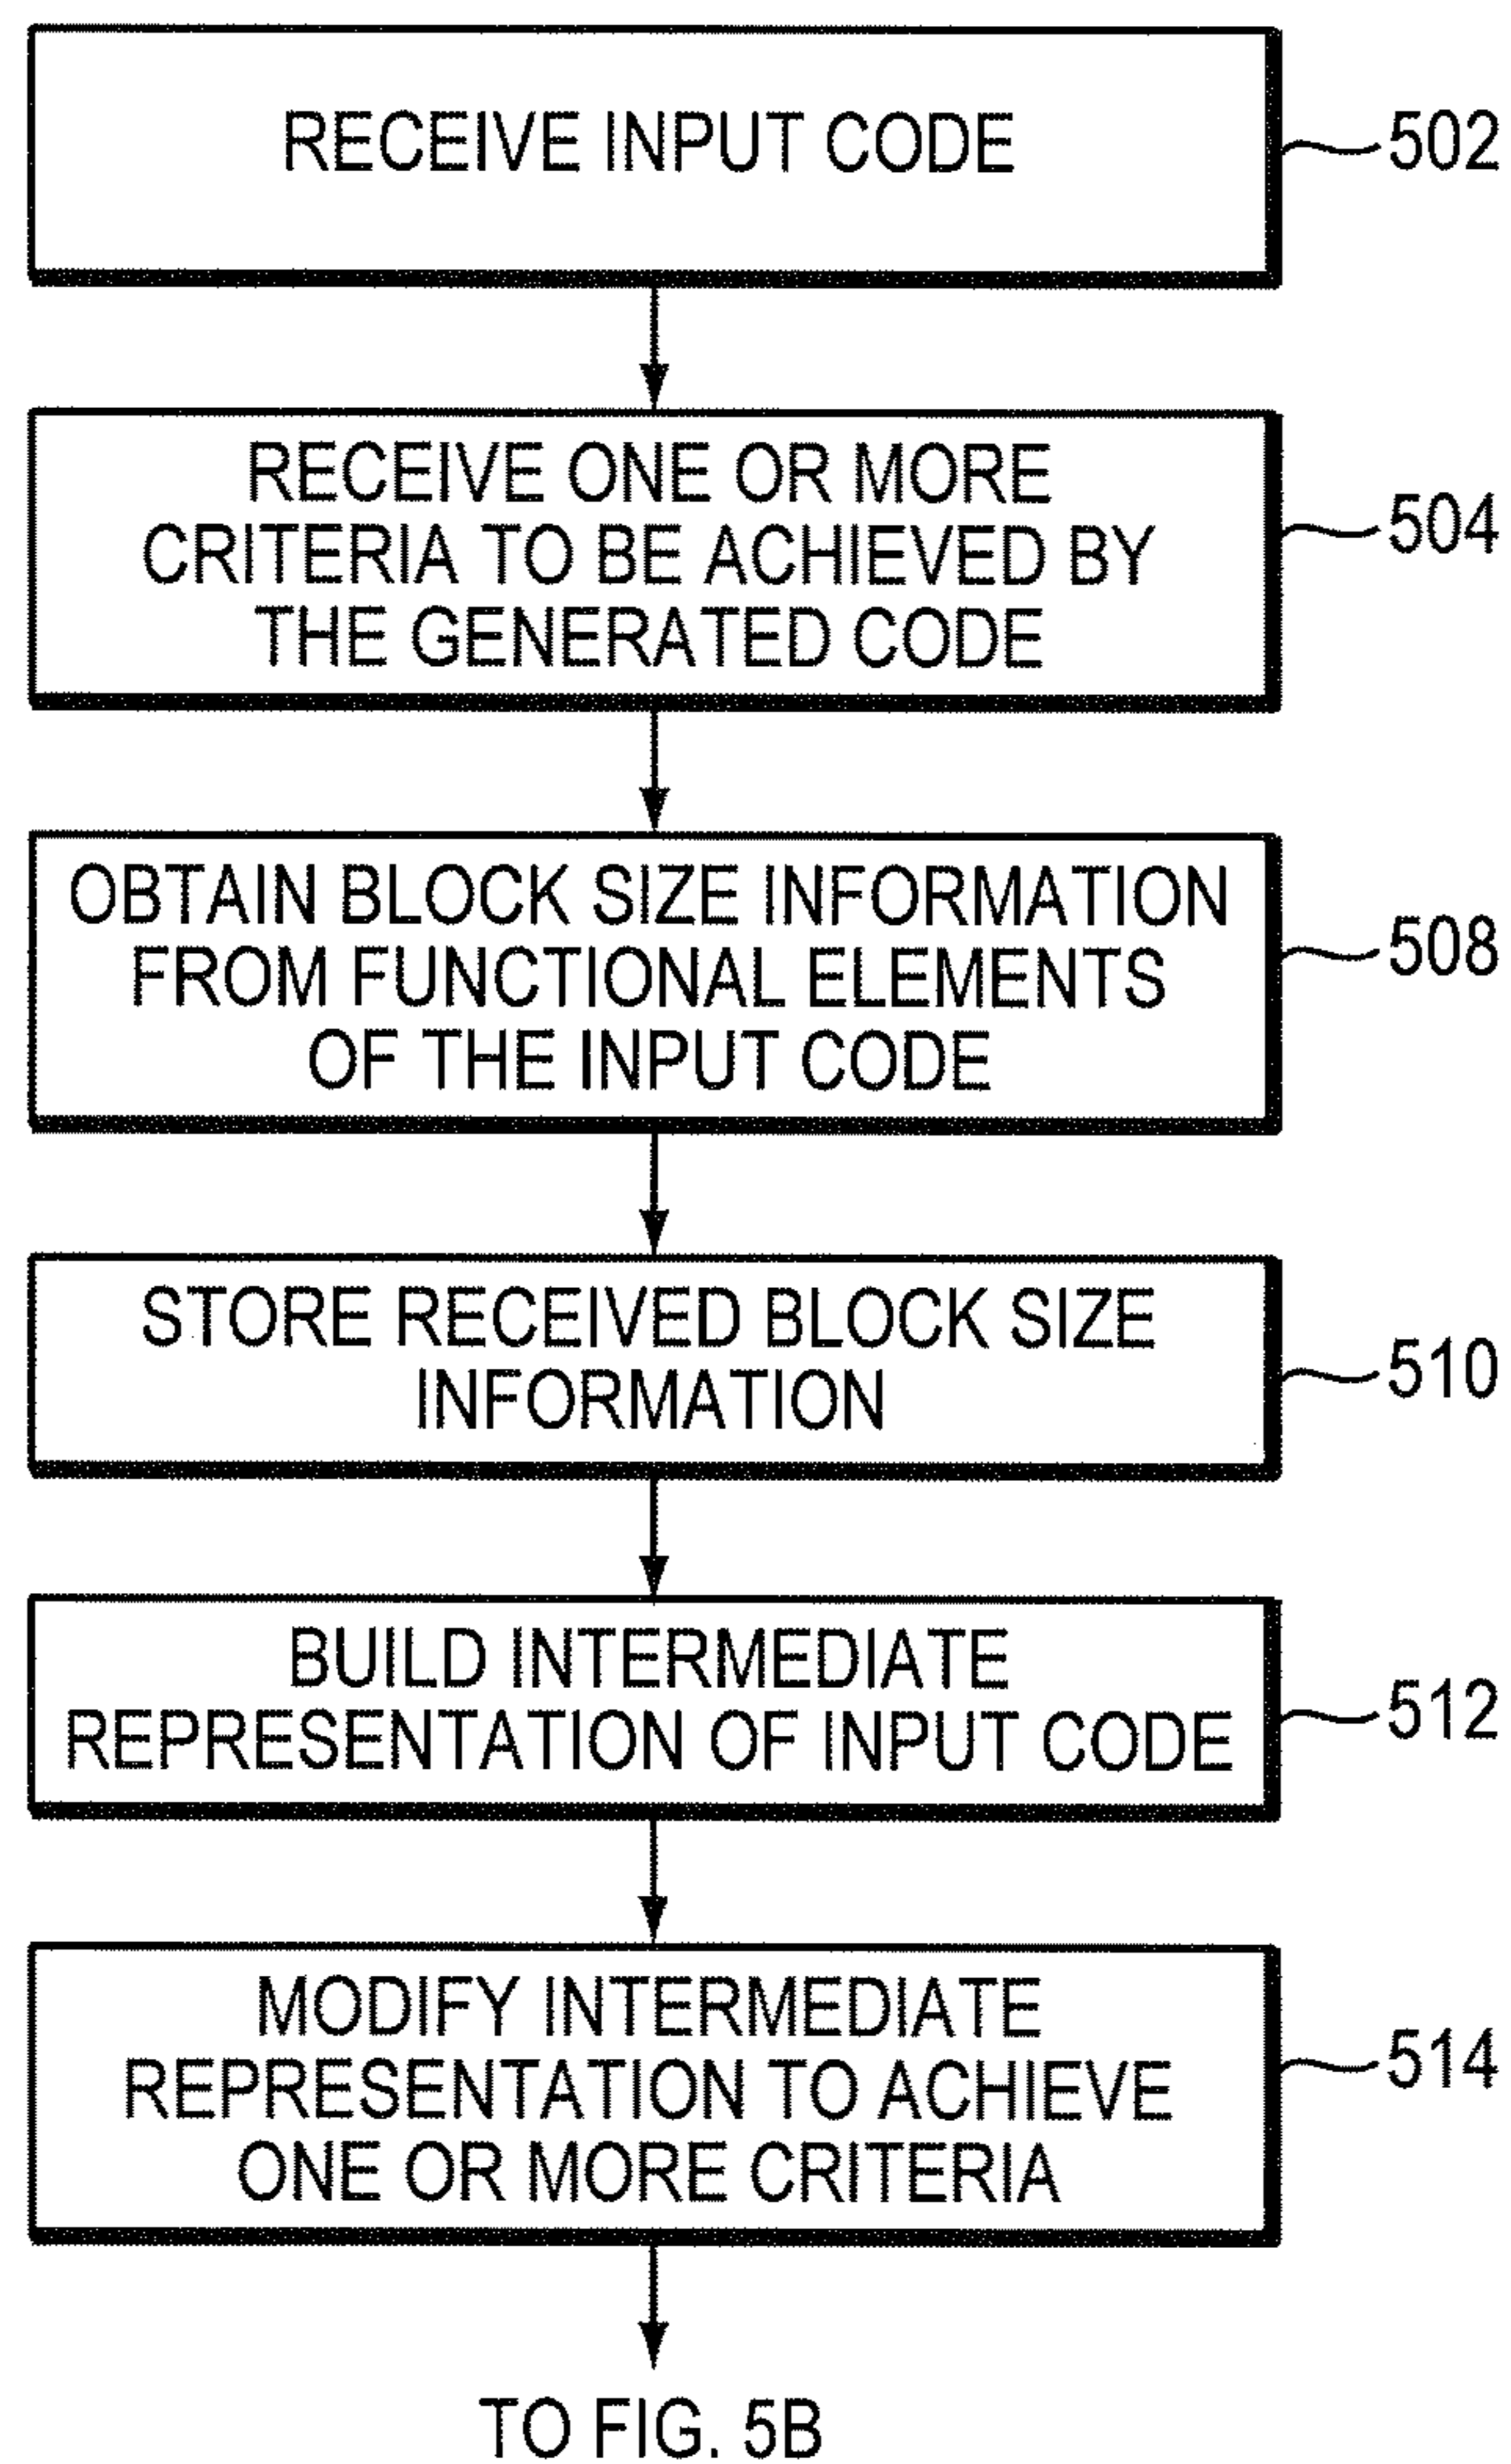 RECEIVE INPUT CODE
502
RECEIVE ONE OR MORE
CRITERIA TO BE ACHIEVED BY
THE GENERATED CODE
504
OBTAIN BLOCK SIZE INFORMATION
FROM FUNCTIONAL ELEMENTS
OF THE INPUT CODE
508
STORE RECEIVED BLOCK SIZE
INFORMATION
510
BUILD INTERMEDIATE
REPRESENTATION OF INPUT CODE
512
MODIFY INTERMEDIATE
REPRESENTATION TO ACHIEVE
ONE OR MORE CRITERIA
514
TO FIG. 5B